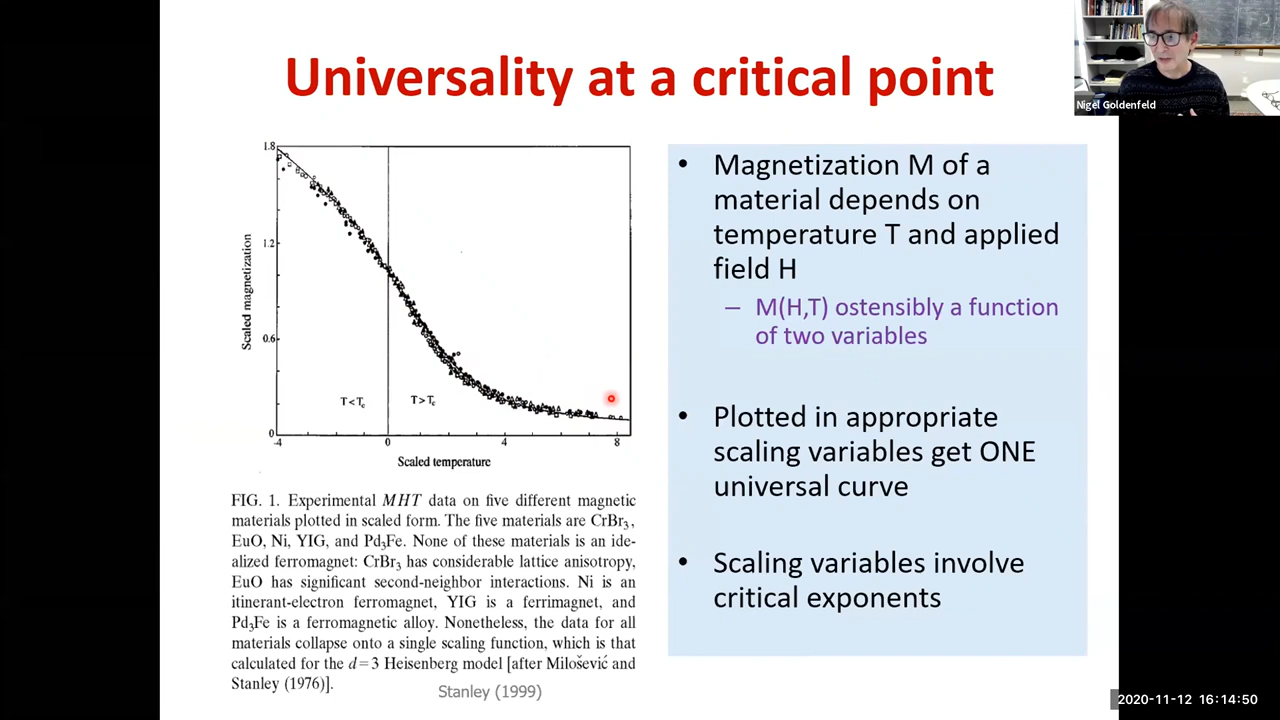 Universality at a critical point
Nigel Goldenfeld
1.8
1.2
0.6
0
-4
0
4
8
Scaled magnetization
T<Tc
T>Tc
Scaled temperature
FIG. 1. Experimental MHT data on five different magnetic
materials plotted in scaled form. The five materials are CrBr3,
EuO, Ni, YIG, and Pd3Fe. None of these materials is an ide-
alized ferromagnet: CrBr3 has considerable lattice anisotropy,
EuO has significant second-neighbor interactions. Ni is an
itinerant-electron ferromagnet, YIG is a ferrimagnet, and
Pd3Fe is a ferromagnetic alloy. Nonetheless, the data for all
materials collapse onto a single scaling function, which is that
calculated for the d=3 Heisenberg model [after Milošević and
Stanley (1976)].
Stanley (1999)
• Magnetization M of a
material depends on
temperature T and applied
field H
– M(H,T) ostensibly a function
of two variables
• Plotted in appropriate
scaling variables get ONE
universal curve
• Scaling variables involve
critical exponents
2020-11-12 16:14:50